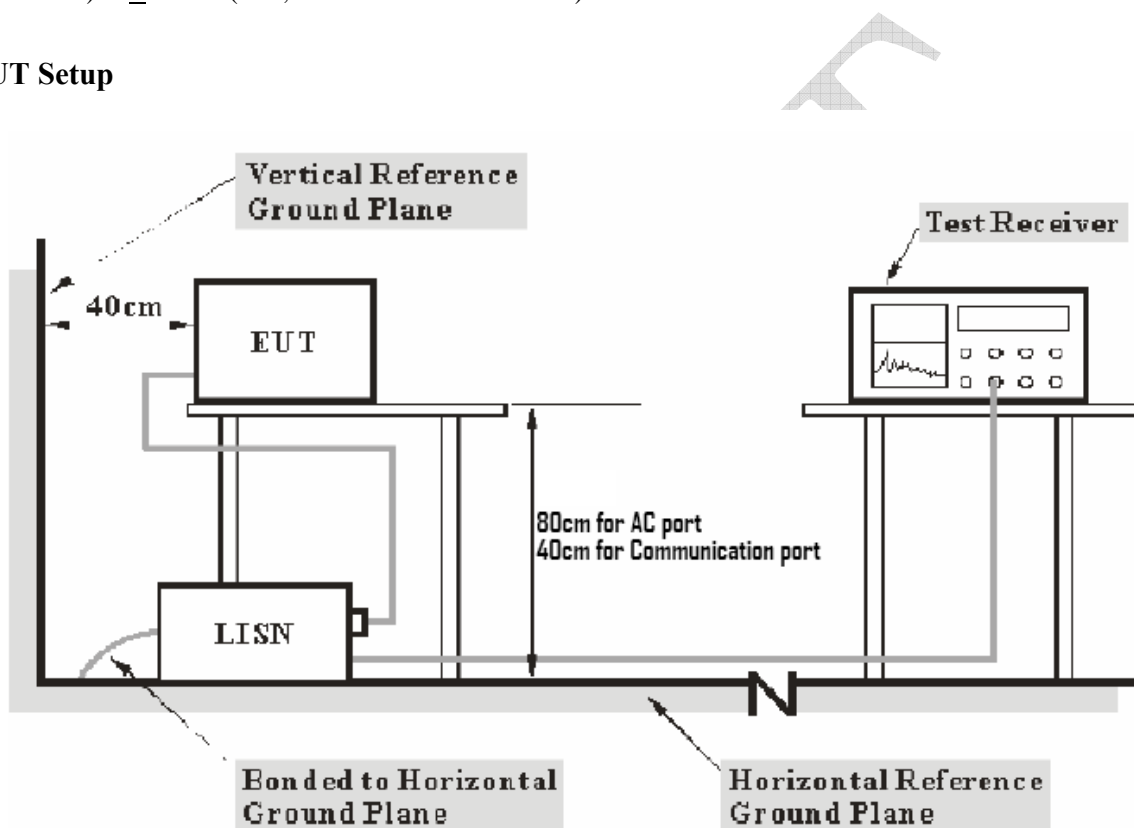 UT Setup
Vertical Reference
Ground Plane
Test Receiver
40cm
EUT
80cm for AC port
40cm for Communication port
LISN
Bonded to Horizontal
Ground Plane
Horizontal Reference
Ground Plane